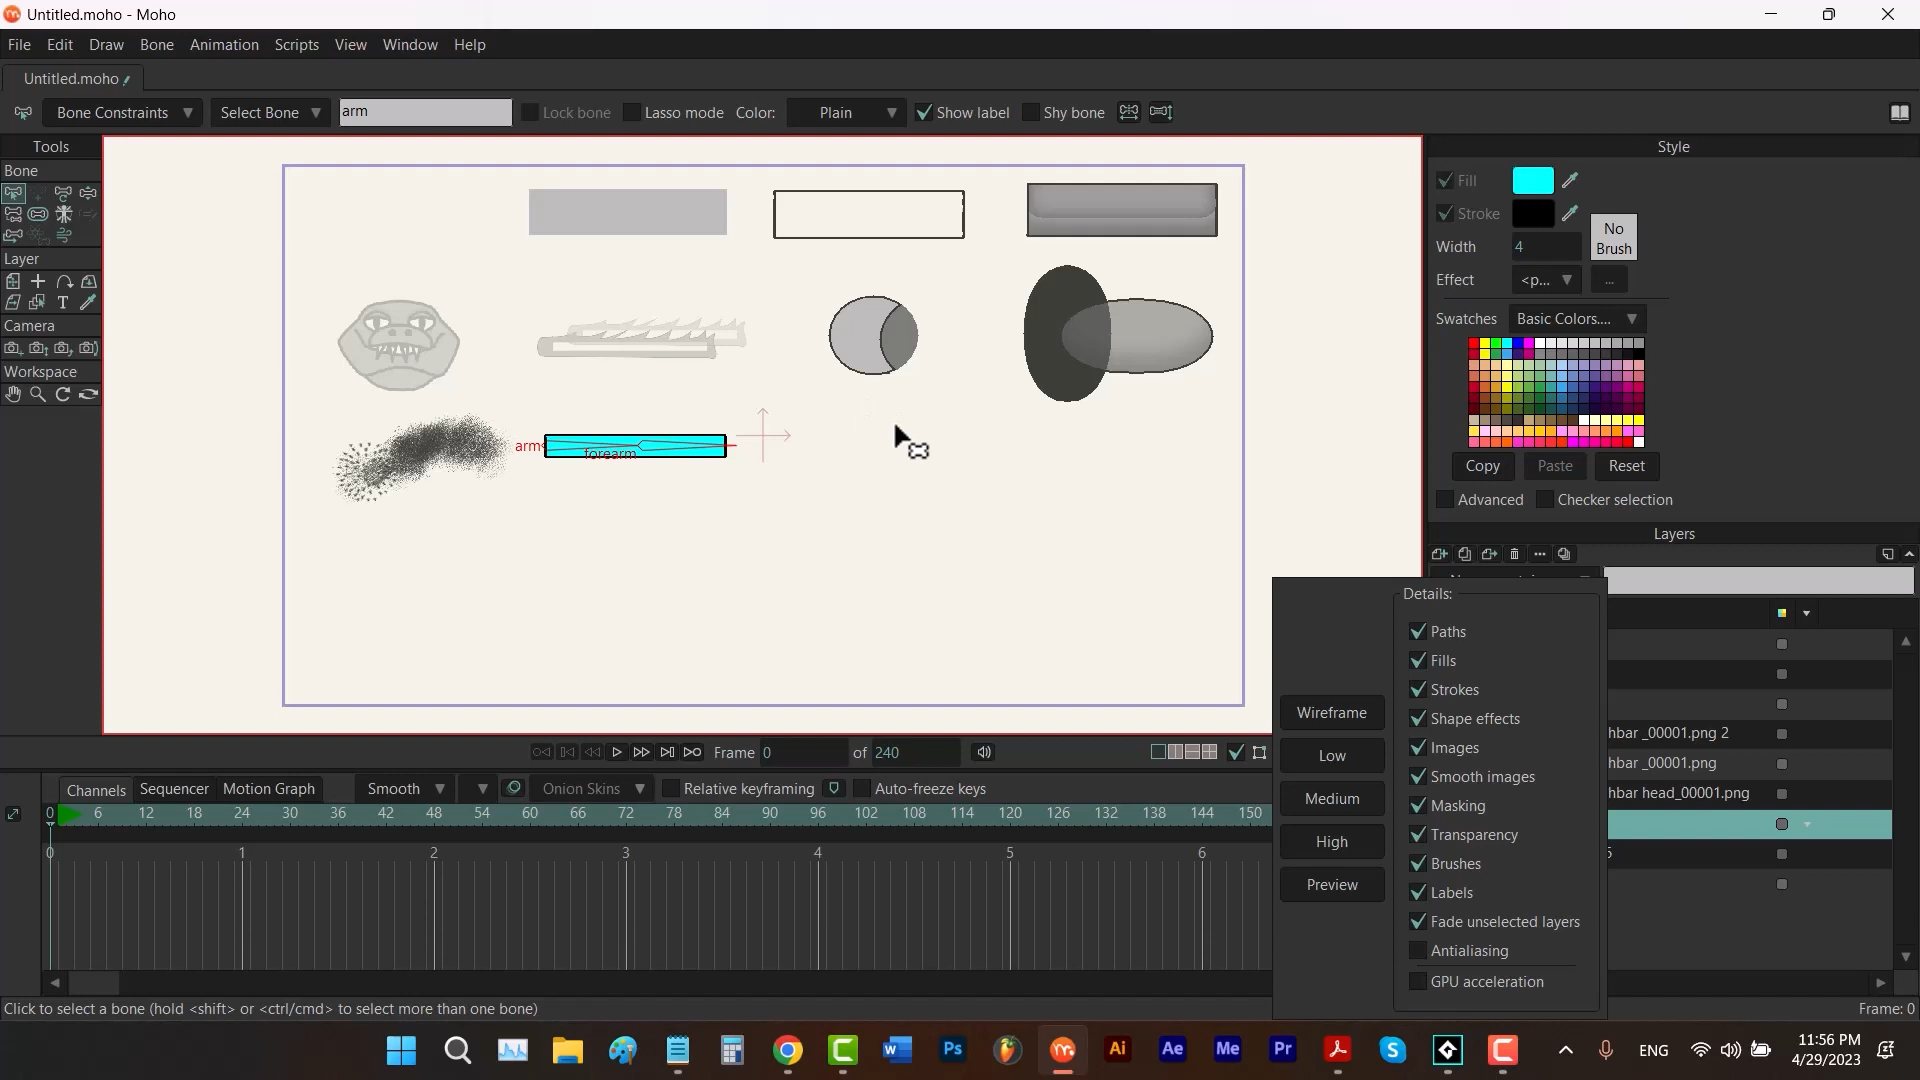 Untitled.moho - Moho
File Edit Draw Bone Animation Scripts View Window Help
Untitled.moho
Bone Constraints Select Bone arm Lock bone Lasso mode Color: Plain Show label Shy bone
Tools
Bone
Layer
Camera
Workspace
arm
forearm
Style
Fill
Stroke
Width 4
No Brush
Effect <p... ...
Swatches Basic Colors....
Copy Paste Reset
Advanced Checker selection
Layers
Details:
Paths
Fills
Strokes
Shape effects
Images
Smooth images
Masking
Transparency
Brushes
Labels
Fade unselected layers
Antialiasing
GPU acceleration
Wireframe
Low
Medium
High
Preview
hbar _00001.png 2
hbar _00001.png
hbar head_00001.png
5
Frame 0 of 240
Channels Sequencer Motion Graph Smooth Onion Skins Relative keyframing Auto-freeze keys
0 6 12 18 24 30 36 42 48 54 60 66 72 78 84 90 96 102 108 114 120 126 132 138 144 150
0 1 2 3 4 5 6
Click to select a bone (hold <shift> or <ctrl/cmd> to select more than one bone)
Frame: 0
W Ps Ai Ae Me Pr S
ENG
11:56 PM
4/29/2023